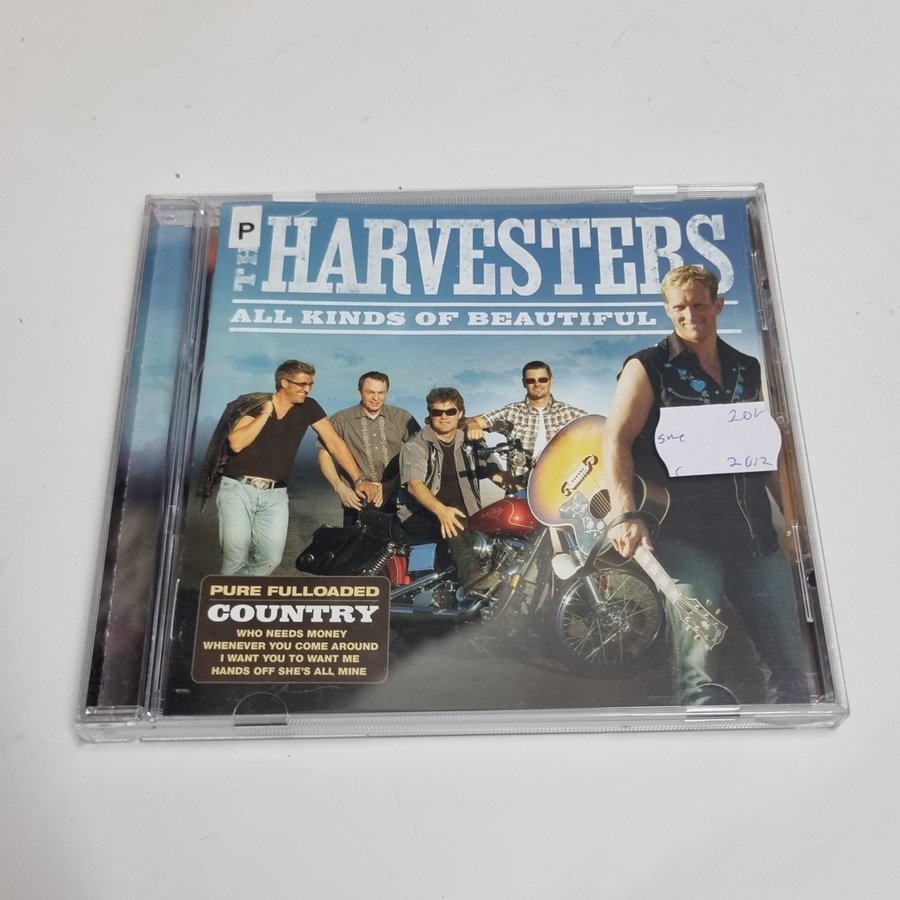 P
THE HARVESTERS
ALL KINDS OF BEAUTIFUL
20V
2012
PURE FULLOADED
COUNTRY
WHO NEEDS MONEY
WHENEVER YOU COME AROUND
I WANT YOU TO WANT ME
HANDS OFF SHE'S ALL MINE